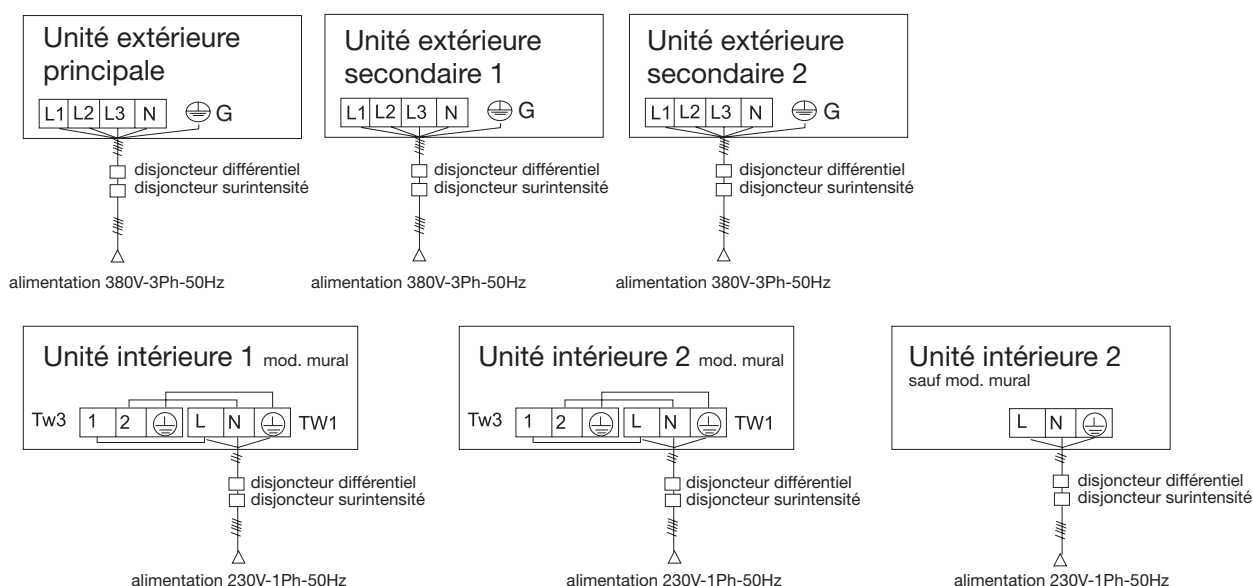 Unité extérieure
principale
L1 L2 L3 N G
disjoncteur différentiel
disjoncteur surintensité
alimentation 380V-3Ph-50Hz
Unité extérieure
secondaire 1
L1 L2 L3 N G
disjoncteur différentiel
disjoncteur surintensité
alimentation 380V-3Ph-50Hz
Unité extérieure
secondaire 2
L1 L2 L3 N G
disjoncteur différentiel
disjoncteur surintensité
alimentation 380V-3Ph-50Hz
Unité intérieure 1 mod. mural
Tw3 1 2 L N TW1
disjoncteur différentiel
disjoncteur surintensité
alimentation 230V-1Ph-50Hz
Unité intérieure 2 mod. mural
Tw3 1 2 L N TW1
disjoncteur différentiel
disjoncteur surintensité
alimentation 230V-1Ph-50Hz
Unité intérieure 2
sauf mod. mural
L N
disjoncteur différentiel
disjoncteur surintensité
alimentation 230V-1Ph-50Hz